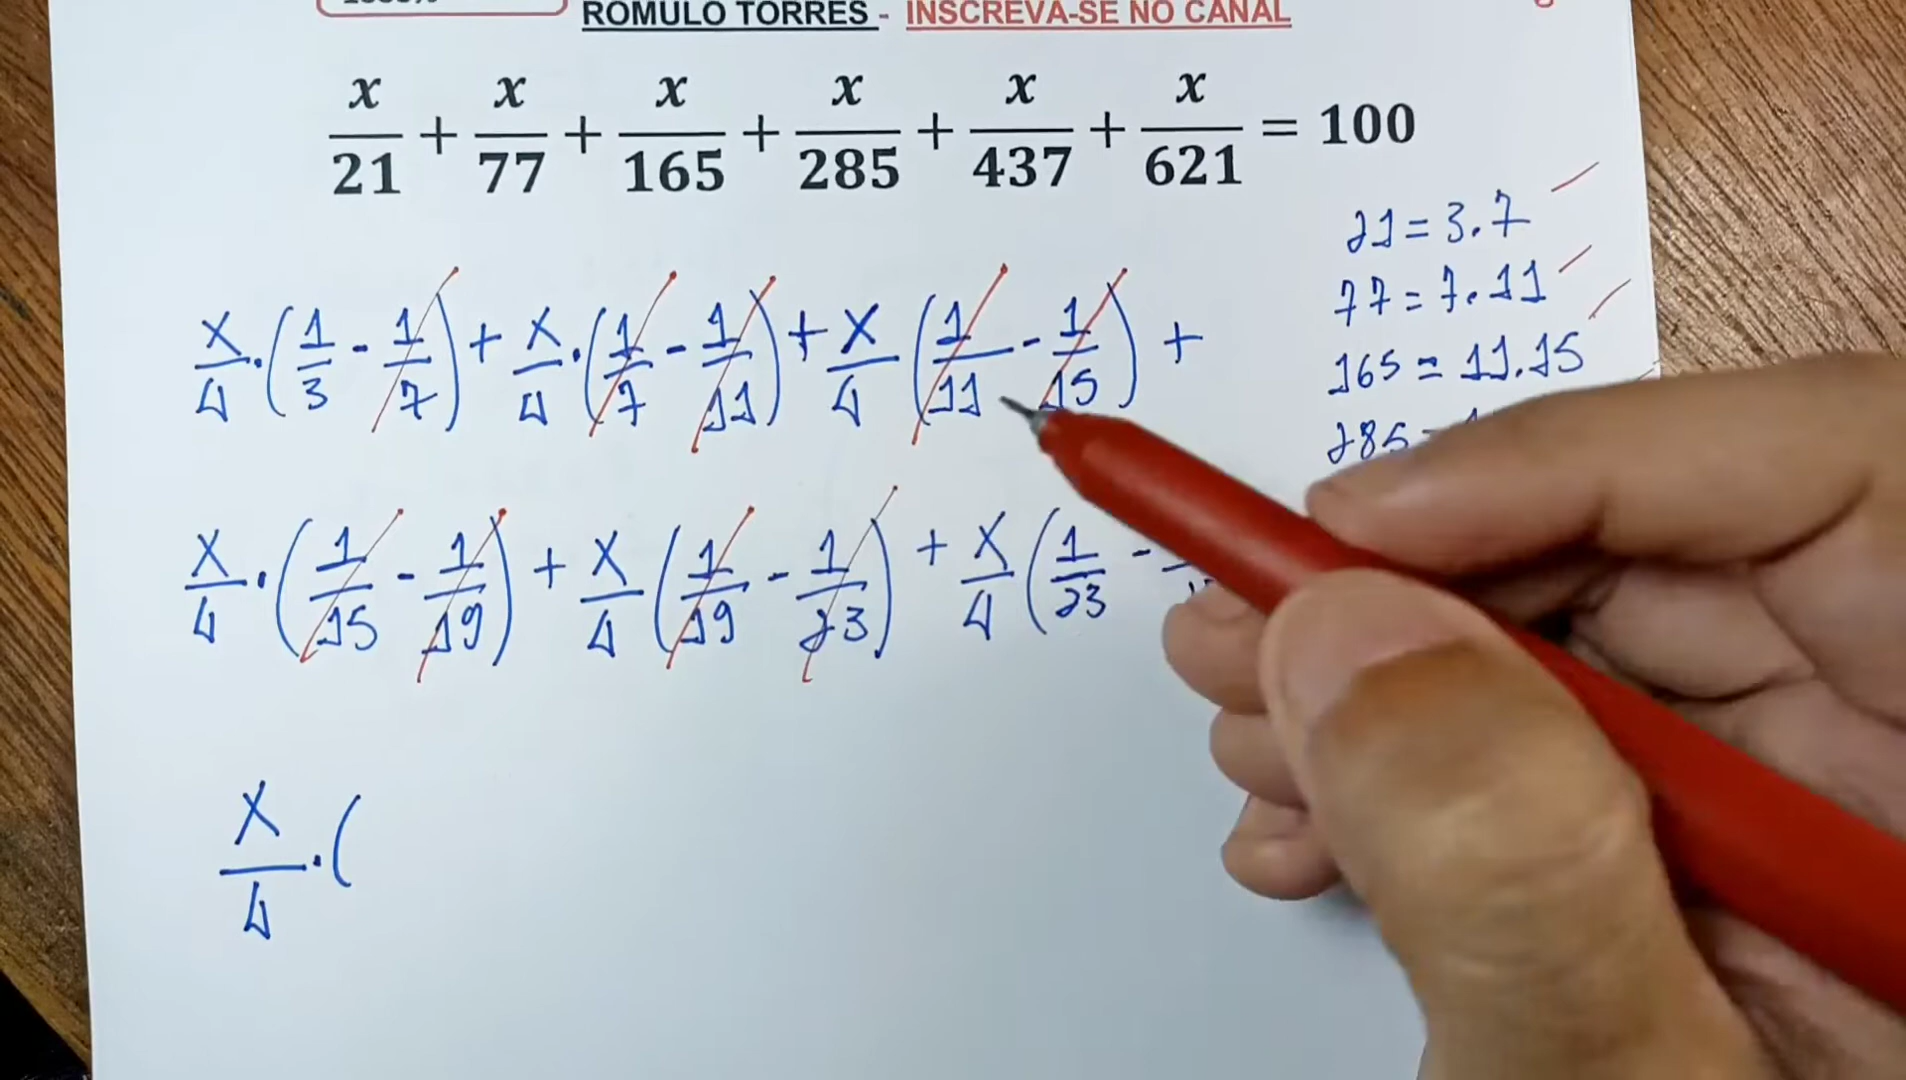 ROMULO TORRES - INSCREVA-SE NO CANAL
x/21 + x/77 + x/165 + x/285 + x/437 + x/621 = 100
21 = 3.7
77 = 7.11
165 = 11.15
285 =
x/4 . (1/3 - 1/7) + x/4 . (1/7 - 1/11) + x/4 (1/11 - 1/15) +
x/4 . (1/15 - 1/19) + x/4 (1/19 - 1/23) + x/4 (1/23 -
x/4 . (